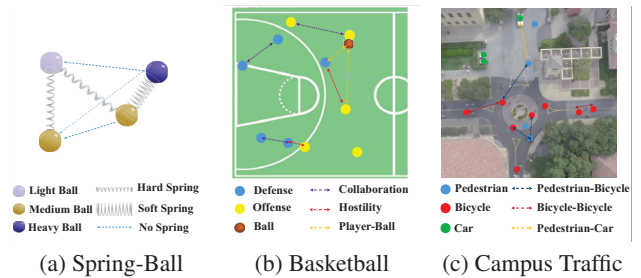 Light Ball Hard Spring
Medium Ball Soft Spring
Heavy Ball No Spring
(a) Spring-Ball
Defense Collaboration
Offense Hostility
Ball Player-Ball
(b) Basketball
Pedestrian Pedestrian-Bicycle
Bicycle Bicycle-Bicycle
Car Pedestrian-Car
(c) Campus Traffic